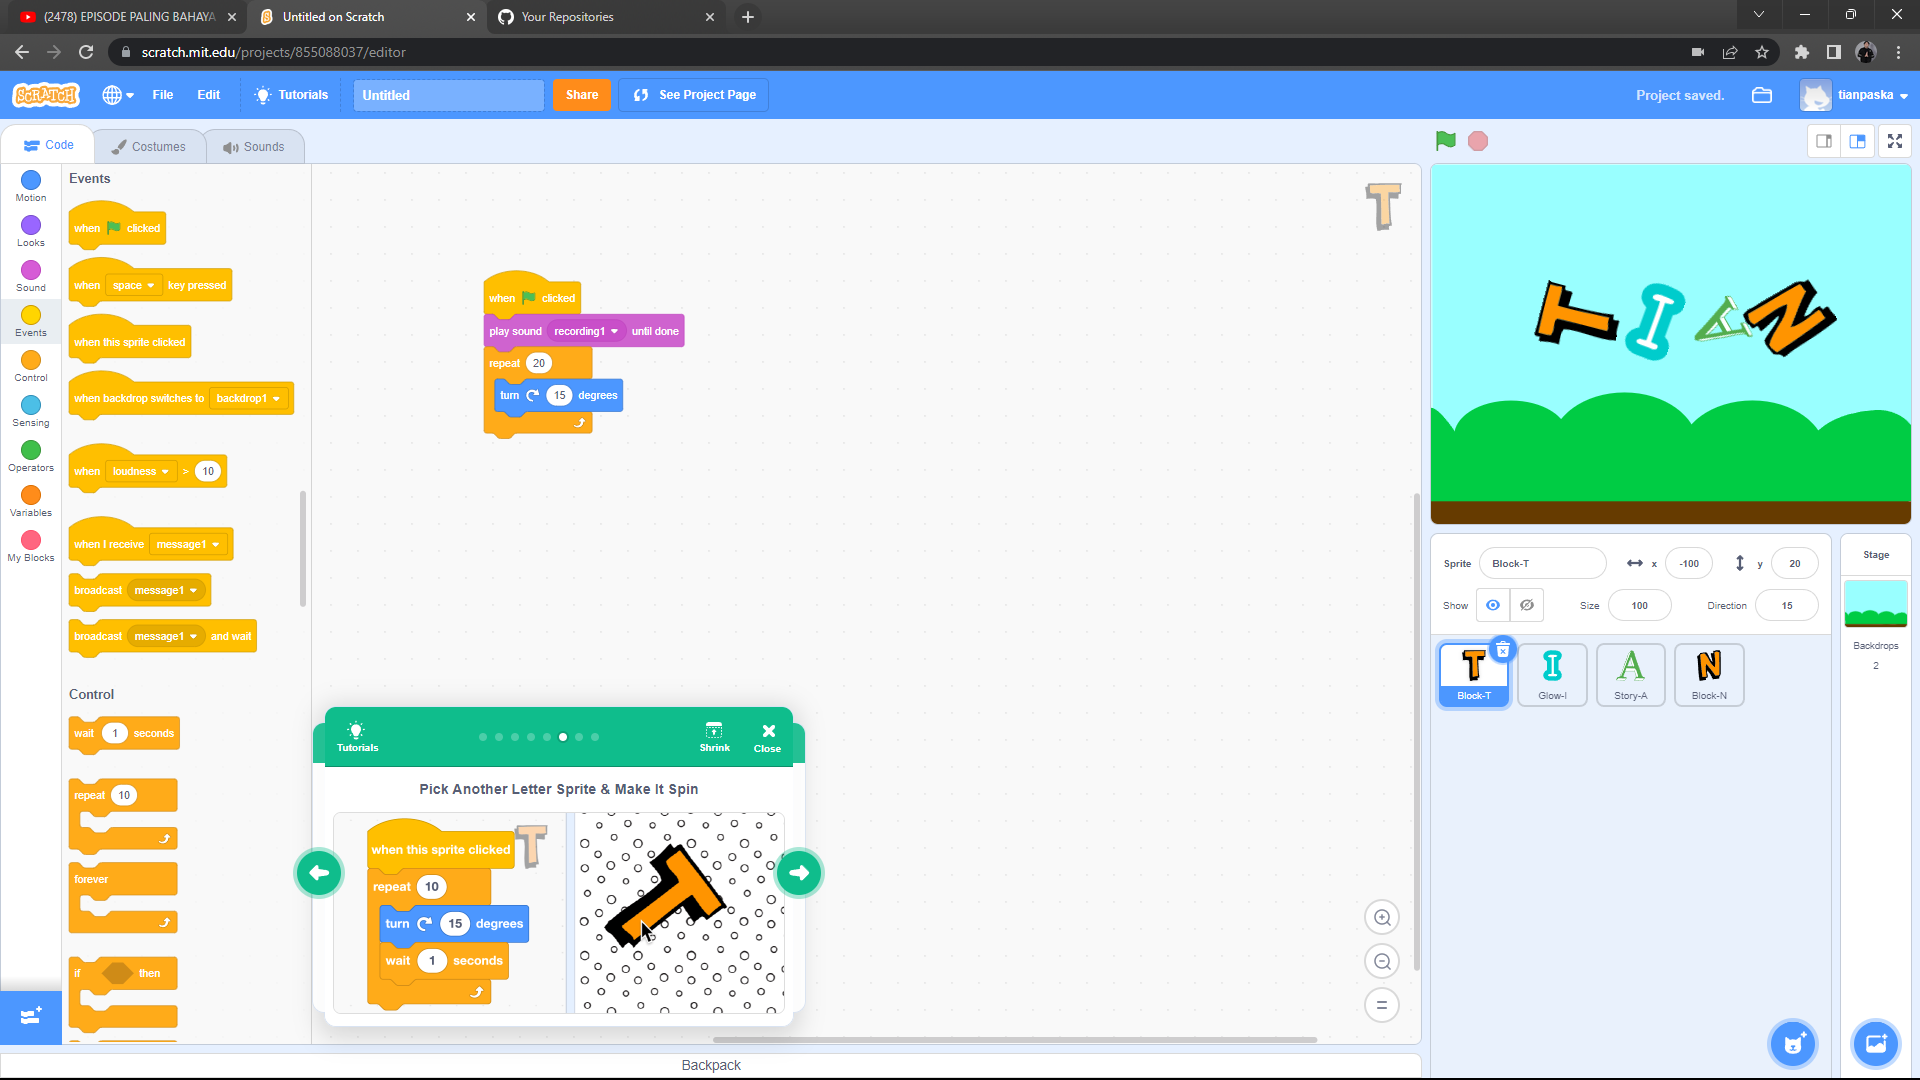 (2478) EPISODE PALING BAHAYA
Untitled on Scratch
Your Repositories
scratch.mit.edu/projects/855088037/editor
SCRATCH
File
Edit
Tutorials
Untitled
Share
See Project Page
Project saved.
tianpaska
Code
Costumes
Sounds
Motion
Looks
Sound
Events
Control
Sensing
Operators
Variables
My Blocks
Events
when clicked
when space key pressed
when this sprite clicked
when backdrop switches to backdrop1
when loudness > 10
when I receive message1
broadcast message1
broadcast message1 and wait
Control
wait 1 seconds
repeat 10
forever
if then
T
when clicked
play sound recording1 until done
repeat 20
turn 15 degrees
Tutorials
Shrink
Close
Pick Another Letter Sprite & Make It Spin
when this sprite clicked
T
repeat 10
turn 15 degrees
wait 1 seconds
T
Backpack
T I A N
Sprite Block-T x -100 y 20
Show Size 100 Direction 15
T
Block-T
I
Glow-I
A
Story-A
N
Block-N
Stage
Backdrops
2